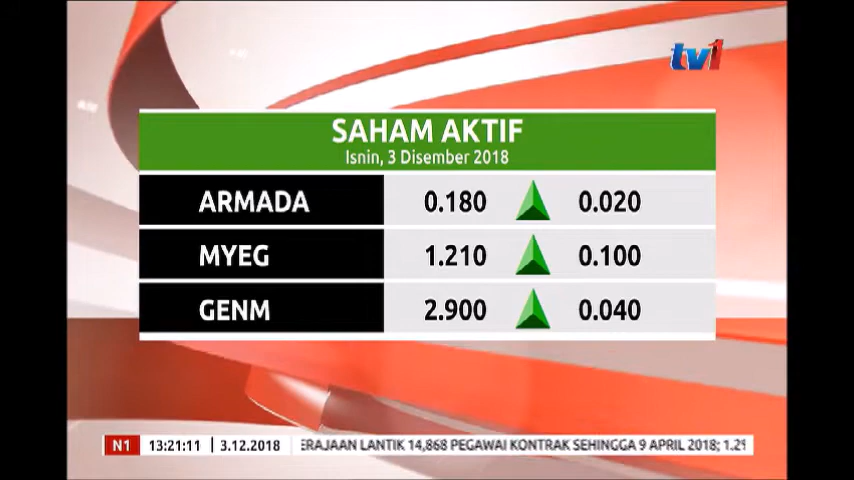 tv1
SAHAM AKTIF
Isnin, 3 Disember 2018
ARMADA 0.180 0.020
MYEG 1.210 0.100
GENM 2.900 0.040
N1 13:21:11 | 3.12.2018 ERAJAAN LANTIK 14,868 PEGAWAI KONTRAK SEHINGGA 9 APRIL 2018; 1.2